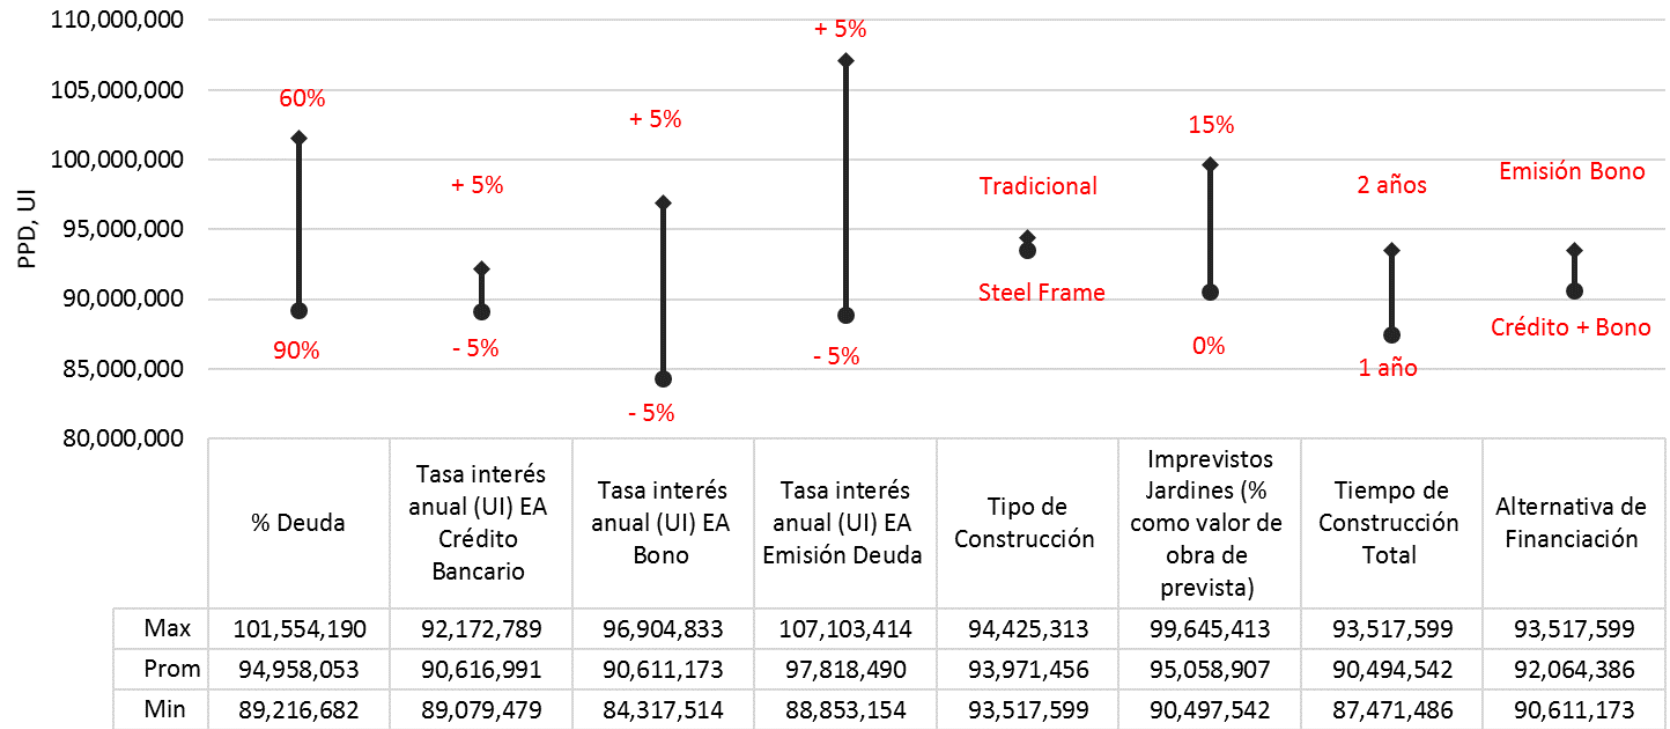 110,000,000
105,000,000
100,000,000
95,000,000
90,000,000
85,000,000
80,000,000
PPD, UI
60%
90%
+ 5%
- 5%
+ 5%
- 5%
+ 5%
- 5%
Tradicional
Steel Frame
15%
0%
2 años
1 año
Emisión Bono
Crédito + Bono
% Deuda
Tasa interés
anual (UI) EA
Crédito
Bancario
Tasa interés
anual (UI) EA
Bono
Tasa interés
anual (UI) EA
Emisión Deuda
Tipo de
Construcción
Imprevistos
Jardines (%
como valor de
obra de
prevista)
Tiempo de
Construcción
Total
Alternativa de
Financiación
Max 101,554,190 92,172,789 96,904,833 107,103,414 94,425,313 99,645,413 93,517,599 93,517,599
Prom 94,958,053 90,616,991 90,611,173 97,818,490 93,971,456 95,058,907 90,494,542 92,064,386
Min 89,216,682 89,079,479 84,317,514 88,853,154 93,517,599 90,497,542 87,471,486 90,611,173